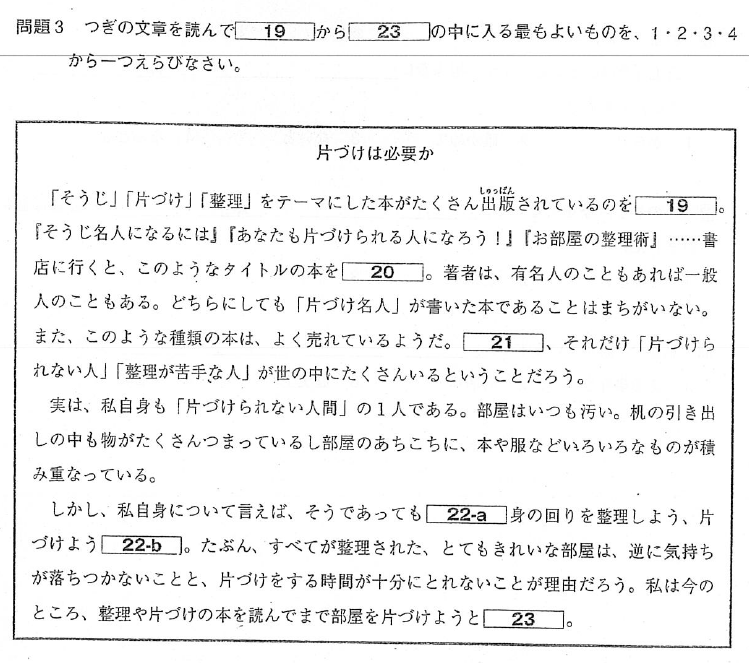 問題3 つぎの文章を読んで 19 から 23 の中に入る最もよいものを、1・2・3・4
から一つえらびなさい。
片づけは必要か
「そうじ」「片づけ」「整理」をテーマにした本がたくさん出版されているのを 19 。
しゅっぱん
『そうじ名人になるには』『あなたも片づけられる人になろう！』『お部屋の整理術』……書
店に行くと、このようなタイトルの本を 20 。著者は、有名人のこともあれば一般
人のこともある。どちらにしても「片づけ名人」が書いた本であることはまちがいない。
また、このような種類の本は、よく売れているようだ。 21 、それだけ「片づけら
れない人」「整理が苦手な人」が世の中にたくさんいるということだろう。
実は、私自身も「片づけられない人間」の1人である。部屋はいつも汚い。机の引き出
しの中も物がたくさんつまっているし部屋のあちこちに、本や服などいろいろなものが積
み重なっている。
しかし、私自身について言えば、そうであっても 22-a 身の回りを整理しよう、片
づけよう 22-b 。たぶん、すべてが整理された、とてもきれいな部屋は、逆に気持ち
が落ちつかないことと、片づけをする時間が十分にとれないことが理由だろう。私は今の
ところ、整理や片づけの本を読んでまで部屋を片づけようと 23 。